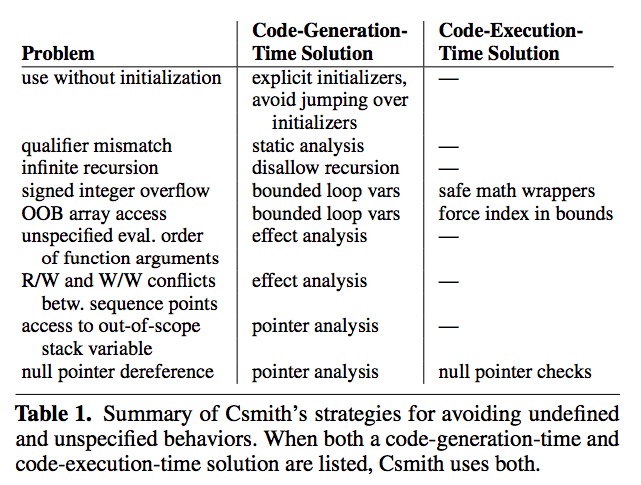 Problem Code-Generation-Time Solution Code-Execution-Time Solution
use without initialization explicit initializers, —
avoid jumping over
initializers
qualifier mismatch static analysis —
infinite recursion disallow recursion —
signed integer overflow bounded loop vars safe math wrappers
OOB array access bounded loop vars force index in bounds
unspecified eval. order effect analysis —
of function arguments
R/W and W/W conflicts effect analysis —
betw. sequence points
access to out-of-scope pointer analysis —
stack variable
null pointer dereference pointer analysis null pointer checks
Table 1. Summary of Csmith's strategies for avoiding undefined
and unspecified behaviors. When both a code-generation-time and
code-execution-time solution are listed, Csmith uses both.